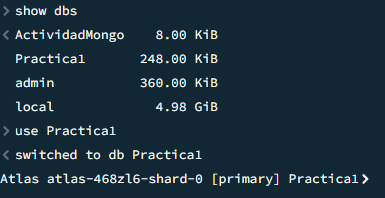 > show dbs
< ActividadMongo 8.00 KiB
Practica1 248.00 KiB
admin 360.00 KiB
local 4.98 GiB
> use Practica1
< switched to db Practica1
Atlas atlas-468zl6-shard-0 [primary] Practica1>